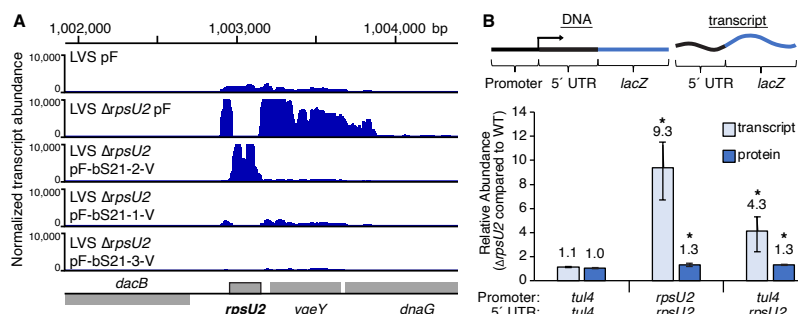 A
1,002,000
1,003,000
1,004,000 bp
Normalized transcript abundance
10,000
0
LVS pF
10,000
0
LVS ΔrpsU2 pF
10,000
0
LVS ΔrpsU2
pF-bS21-2-V
10,000
0
LVS ΔrpsU2
pF-bS21-1-V
10,000
0
LVS ΔrpsU2
pF-bS21-3-V
dacB
rpsU2
yqeY
dnaG
B
DNA
transcript
Promoter
5´ UTR
lacZ
5´ UTR
lacZ
Relative Abundance
(ΔrpsU2 compared to WT)
14
12
10
8
6
4
2
0
transcript
protein
1.1
1.0
*
9.3
*
1.3
*
4.3
*
1.3
Promoter: tul4 rpsU2 tul4
5´ UTR: tul4 rpsU2 rpsU2